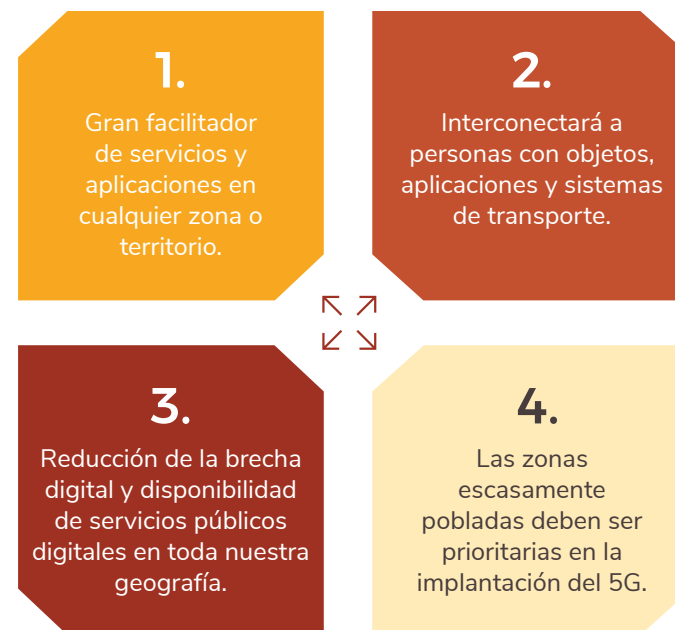 1.
Gran facilitador
de servicios y
aplicaciones en
cualquier zona o
territorio.
2.
Interconectará a
personas con objetos,
aplicaciones y sistemas
de transporte.
3.
Reducción de la brecha
digital y disponibilidad
de servicios públicos
digitales en toda nuestra
geografía.
4.
Las zonas
escasamente
pobladas deben ser
prioritarias en la
implantación del 5G.